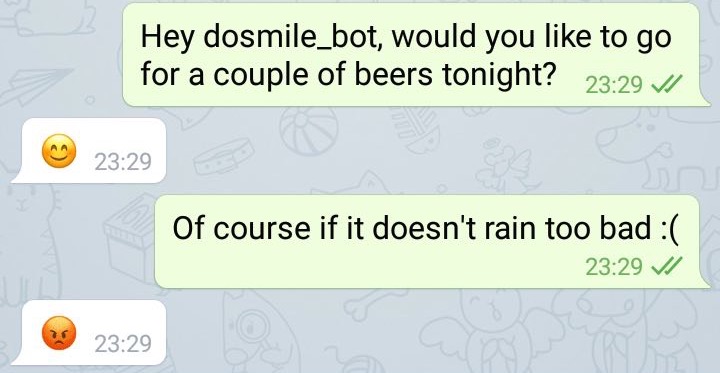 Hey dosmile_bot, would you like to go
for a couple of beers tonight? 23:29
😊 23:29
Of course if it doesn't rain too bad :(
23:29
😡 23:29